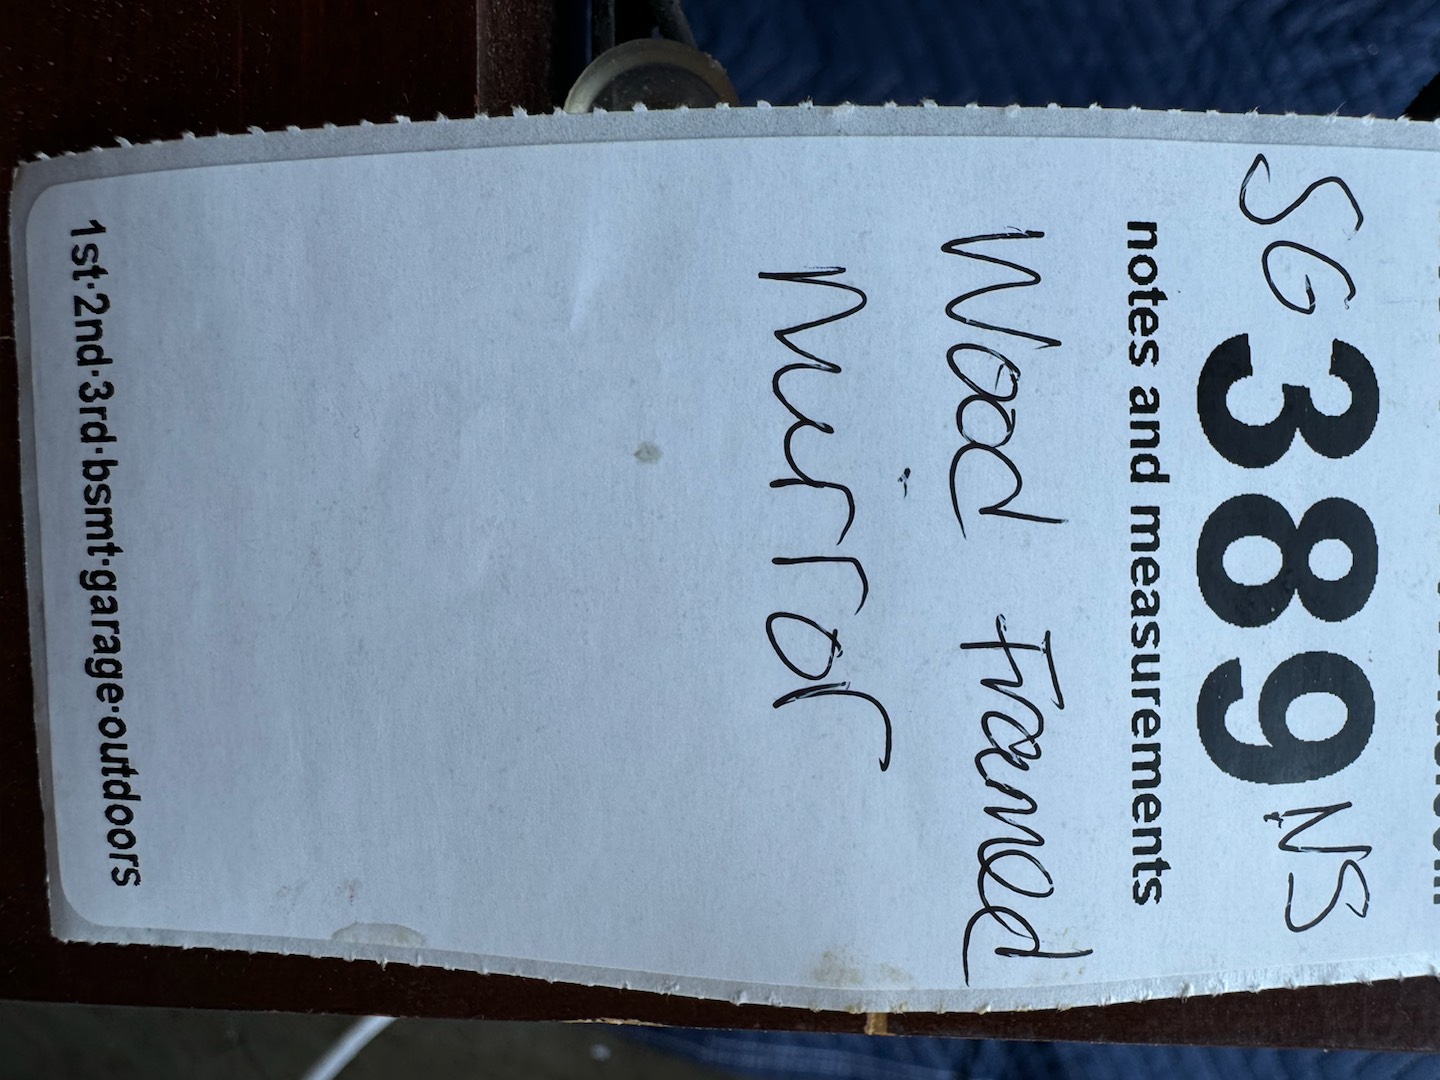 SG 389 NS
notes and measurements
Wood Framed
Mirror
1st·2nd·3rd·bsmt·garage·outdoors